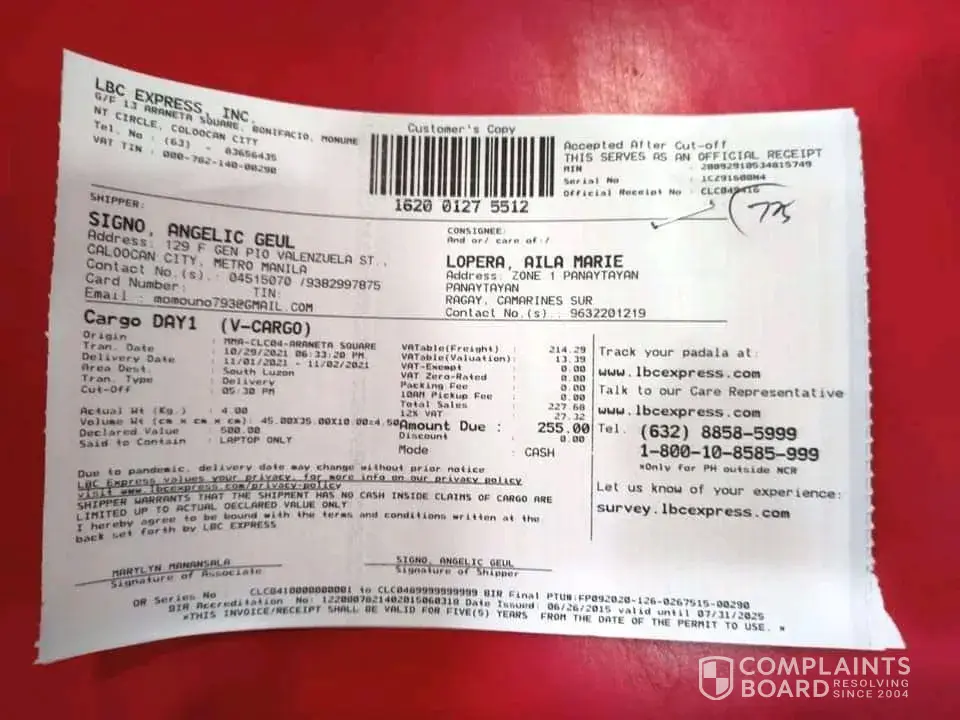 LBC EXPRESS, INC.
G/F 13 ARANETA SQUARE, BONIFACIO, MONUME
NT CIRCLE, COLOOCAN CITY
Tel. No : (63) - 83656435
VAT TIN : 000-782-140-00290
Customer's Copy
1620 0127 5512
Accepted After Cut-off
THIS SERVES AS AN OFFICIAL RECEIPT
MIN : 20092910534015749
Serial No : 1CZ91600M4
Official Receipt No : CLC049416
SHIPPER:
SIGNO, ANGELIC GEUL
Address: 129 F GEN PIO VALENZUELA ST.,
CALOOCAN CITY, METRO MANILA
Contact No.(s). : 04515070 /9382997875
Card Number: TIN:
Email : momouno793@GMAIL.COM
CONSIGNEE:
And or/ care of:/
LOPERA, AILA MARIE
Address: ZONE 1 PANAYTAYAN
PANAYTAYAN
RAGAY, CAMARINES SUR
Contact No.(s). : 9632201219
Cargo DAY1 (V-CARGO)
Origin : MMA-CLC04-ARANETA SQUARE
Tran. Date : 10/29/2021 06:33:20 PM
Delivery Date : 11/01/2021 - 11/02/2021
Area Dest. : South Luzon
Tran. Type : Delivery
Cut-Off : 05:30 PM
Actual Wt (Kg.) : 4.00
Volume Wt (cm x cm x cm): 45.00X35.00X10.00=4.50
Declared Value : 500.00
Said to Contain : LAPTOP ONLY
VATable(Freight) : 214.29
VATable(Valuation): 13.39
VAT-Exempt : 0.00
VAT Zero-Rated : 0.00
Packing Fee : 0.00
10AM Pickup Fee : 0.00
Total Sales : 227.68
12% VAT : 27.32
Amount Due : 255.00
Discount : 0.00
Mode : CASH
Track your padala at:
www.lbcexpress.com
Talk to our Care Representative
www.lbcexpress.com
Tel. (632) 8858-5999
1-800-10-8585-999
*Only for PH outside NCR
Let us know of your experience:
survey.lbcexpress.com
Due to pandemic, delivery date may change without prior notice
LBC Express values your privacy, for more info on our privacy policy
visit www.lbcexpress.com/privacy-policy
SHIPPER WARRANTS THAT THE SHIPMENT HAS NO CASH INSIDE CLAIMS OF CARGO ARE
LIMITED UP TO ACTUAL DECLARED VALUE ONLY
I hereby agree to be bound with the terms and conditions written at the
back set forth by LBC EXPRESS
MARYLYN MANANSALA
Signature of Associate
SIGNO, ANGELIC GEUL
Signature of Shipper
OR Series No CLC0410000000001 to CLC0469999999999 BIR Final PTUN:FP092020-126-0267515-00290
BIR Accreditation No: 1220007821402015060318 Date Issued: 06/26/2015 valid until 07/31/2025
*THIS INVOICE/RECEIPT SHALL BE VALID FOR FIVE(5) YEARS FROM THE DATE OF THE PERMIT TO USE. *
COMPLAINTS
BOARD RESOLVING
SINCE 2004